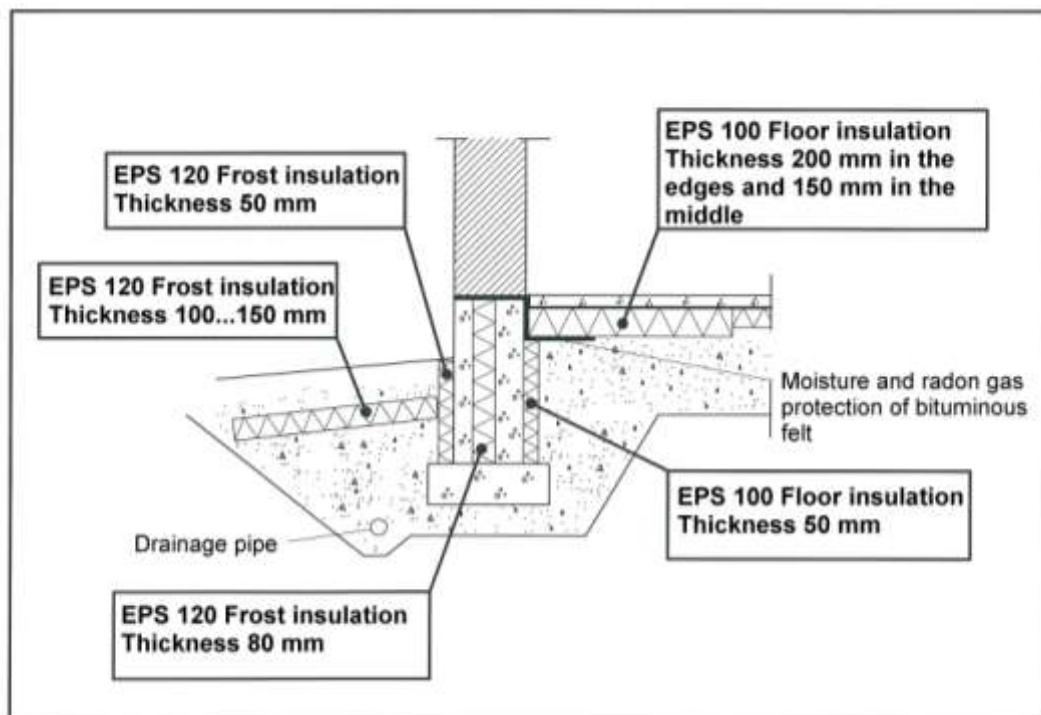 EPS 100 Floor insulation
Thickness 200 mm in the
edges and 150 mm in the
middle
EPS 120 Frost insulation
Thickness 50 mm
EPS 120 Frost insulation
Thickness 100...150 mm
Moisture and radon gas
protection of bituminous
felt
EPS 100 Floor insulation
Thickness 50 mm
Drainage pipe
EPS 120 Frost insulation
Thickness 80 mm